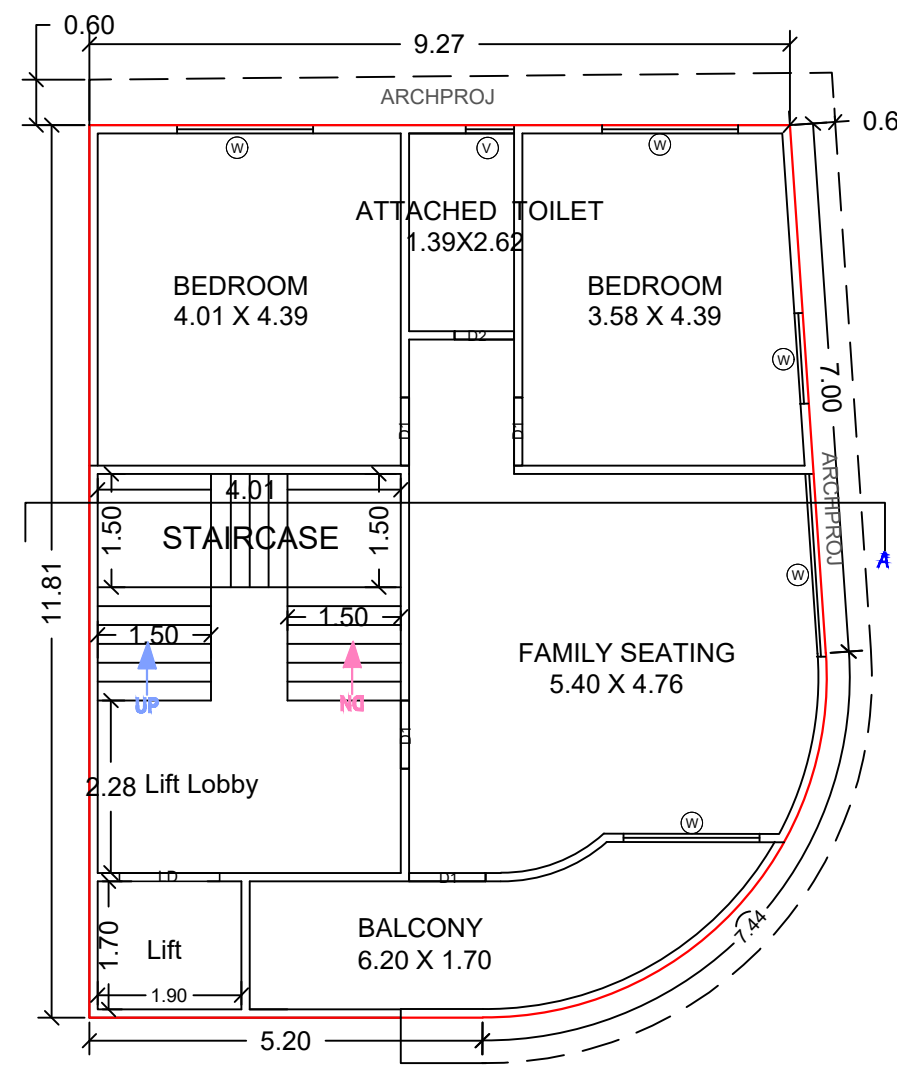 0.60
9.27
ARCHPROJ
0.6
W
V
W
ATTACHED TOILET
1.39X2.62
BEDROOM
4.01 X 4.39
BEDROOM
3.58 X 4.39
D2
W
7.00
D1
D1
ARCHPROJ
4.01
1.50
STAIRCASE
1.50
A
11.81
W
1.50
1.50
FAMILY SEATING
5.40 X 4.76
UP
DN
D1
2.28
Lift Lobby
W
LD
D1
1.70
Lift
BALCONY
6.20 X 1.70
7.44
1.90
5.20